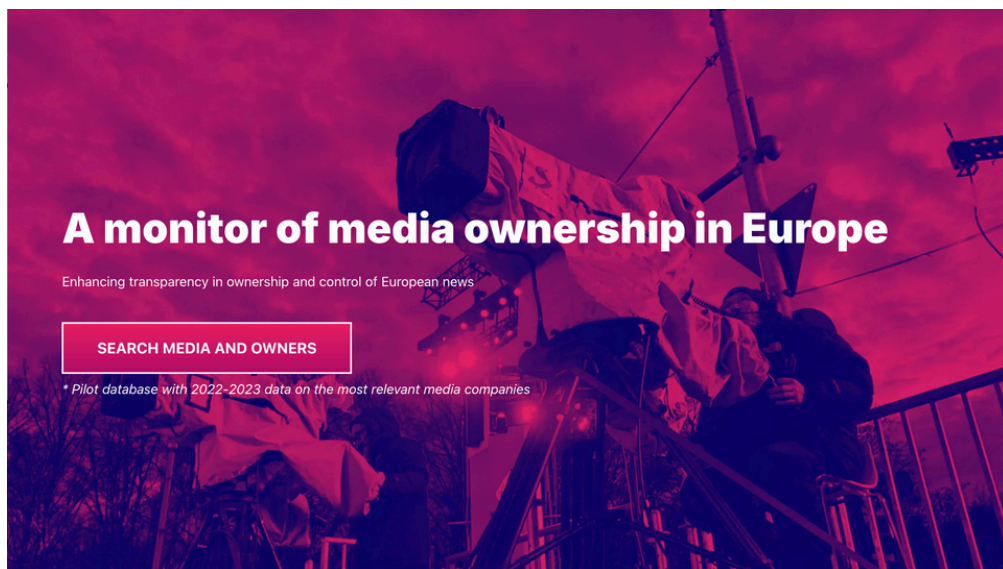 A monitor of media ownership in Europe
Enhancing transparency in ownership and control of European news
SEARCH MEDIA AND OWNERS
* Pilot database with 2022-2023 data on the most relevant media companies